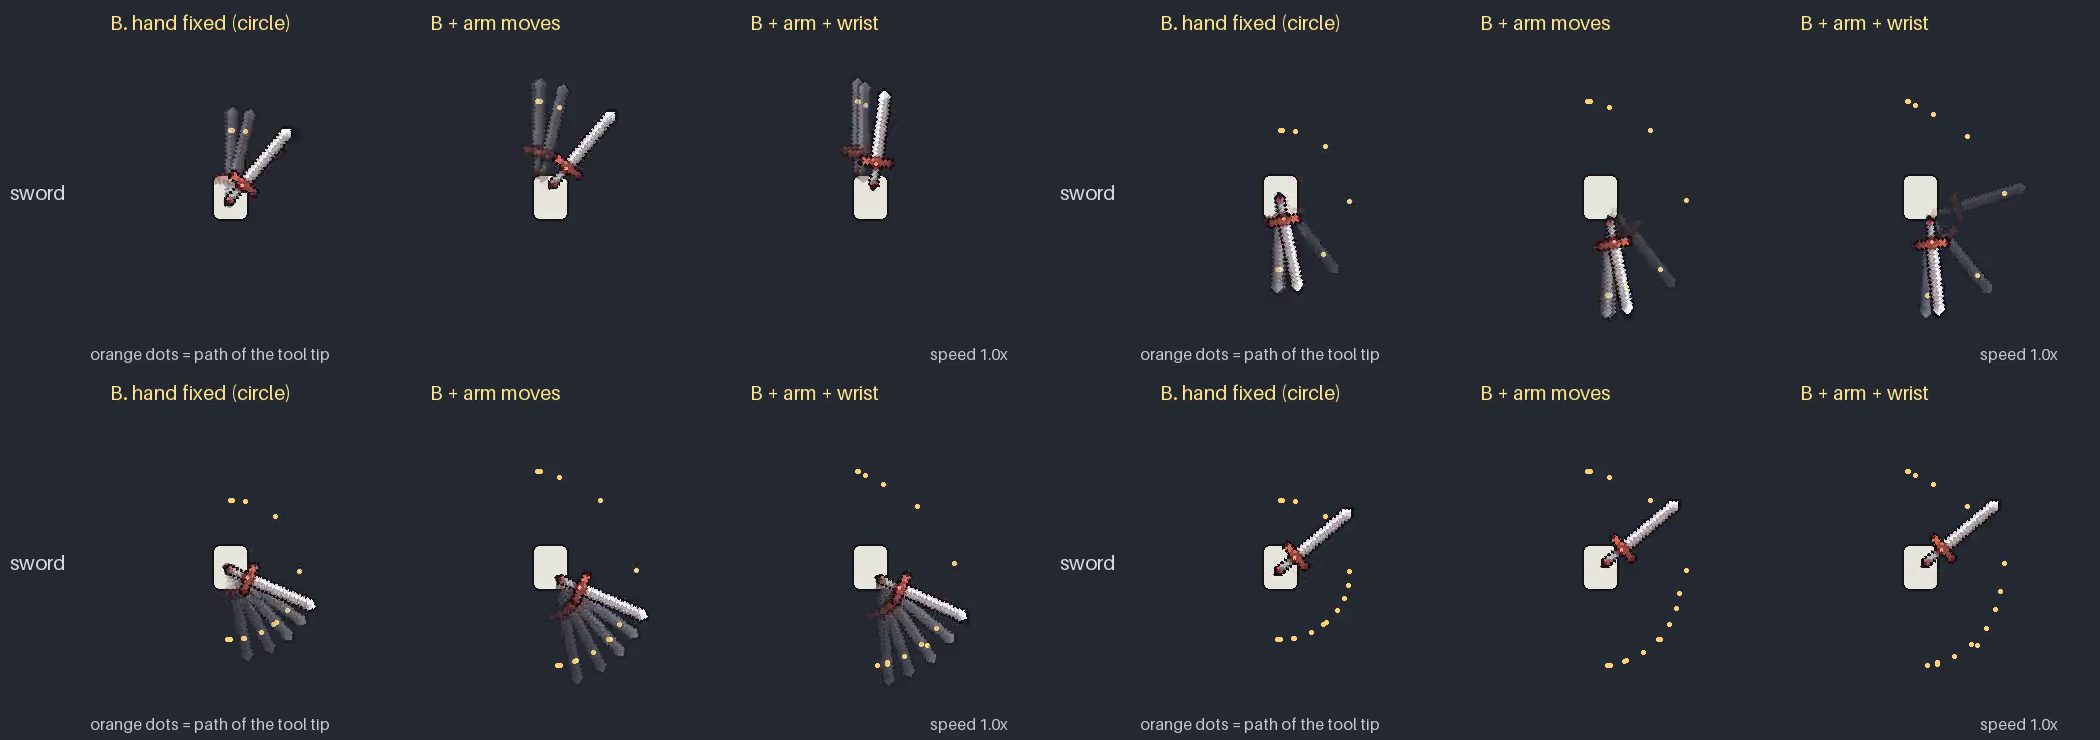 B. hand fixed (circle) B + arm moves B + arm + wrist
sword
orange dots = path of the tool tip speed 1.0x
B. hand fixed (circle) B + arm moves B + arm + wrist
sword
orange dots = path of the tool tip speed 1.0x
B. hand fixed (circle) B + arm moves B + arm + wrist
sword
orange dots = path of the tool tip speed 1.0x
B. hand fixed (circle) B + arm moves B + arm + wrist
sword
orange dots = path of the tool tip speed 1.0x